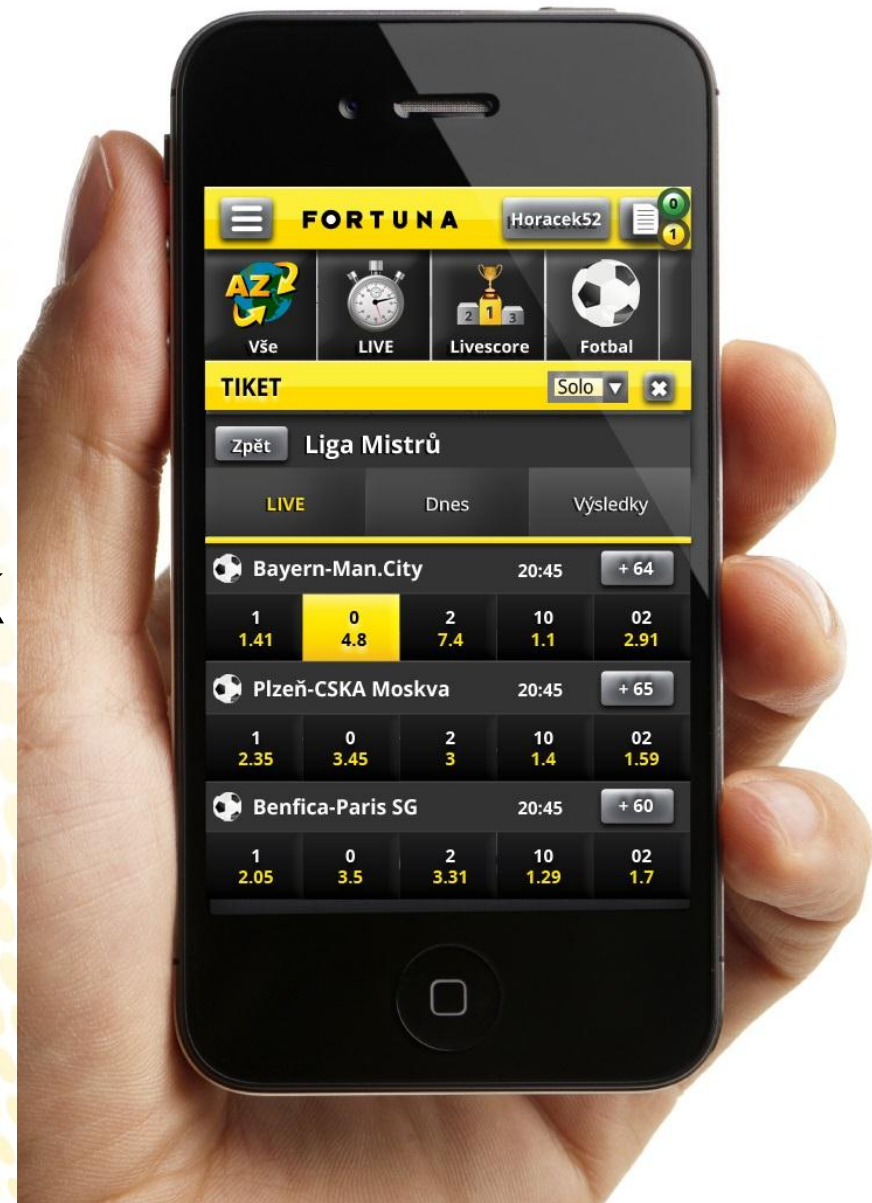 FORTUNA Horacek52 0
1
AZ
2 1 3
Vše LIVE Livescore Fotbal
TIKET Solo
Zpět Liga Mistrů
LIVE Dnes Výsledky
Bayern-Man.City 20:45 + 64
1 0 2 10 02
1.41 4.8 7.4 1.1 2.91
Plzeň-CSKA Moskva 20:45 + 65
1 0 2 10 02
2.35 3.45 3 1.4 1.59
Benfica-Paris SG 20:45 + 60
1 0 2 10 02
2.05 3.5 3.31 1.29 1.7